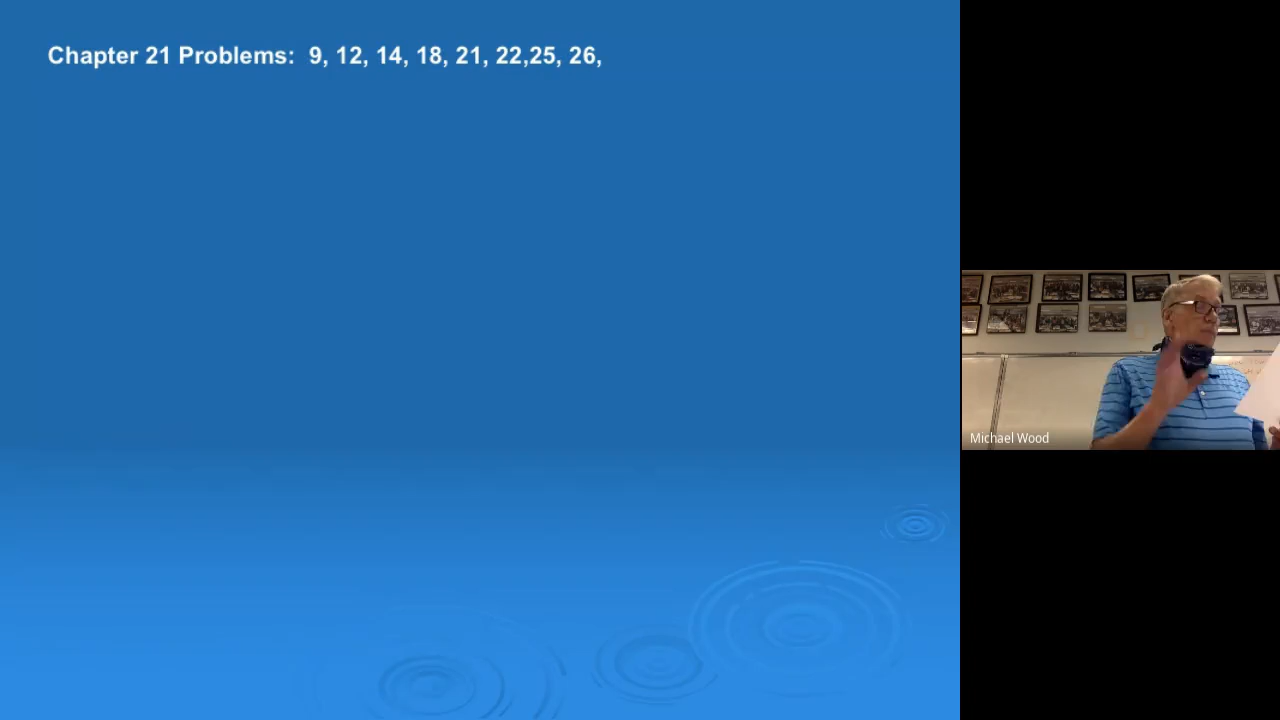 Chapter 21 Problems:  9, 12, 14, 18, 21, 22,25, 26,
Michael Wood